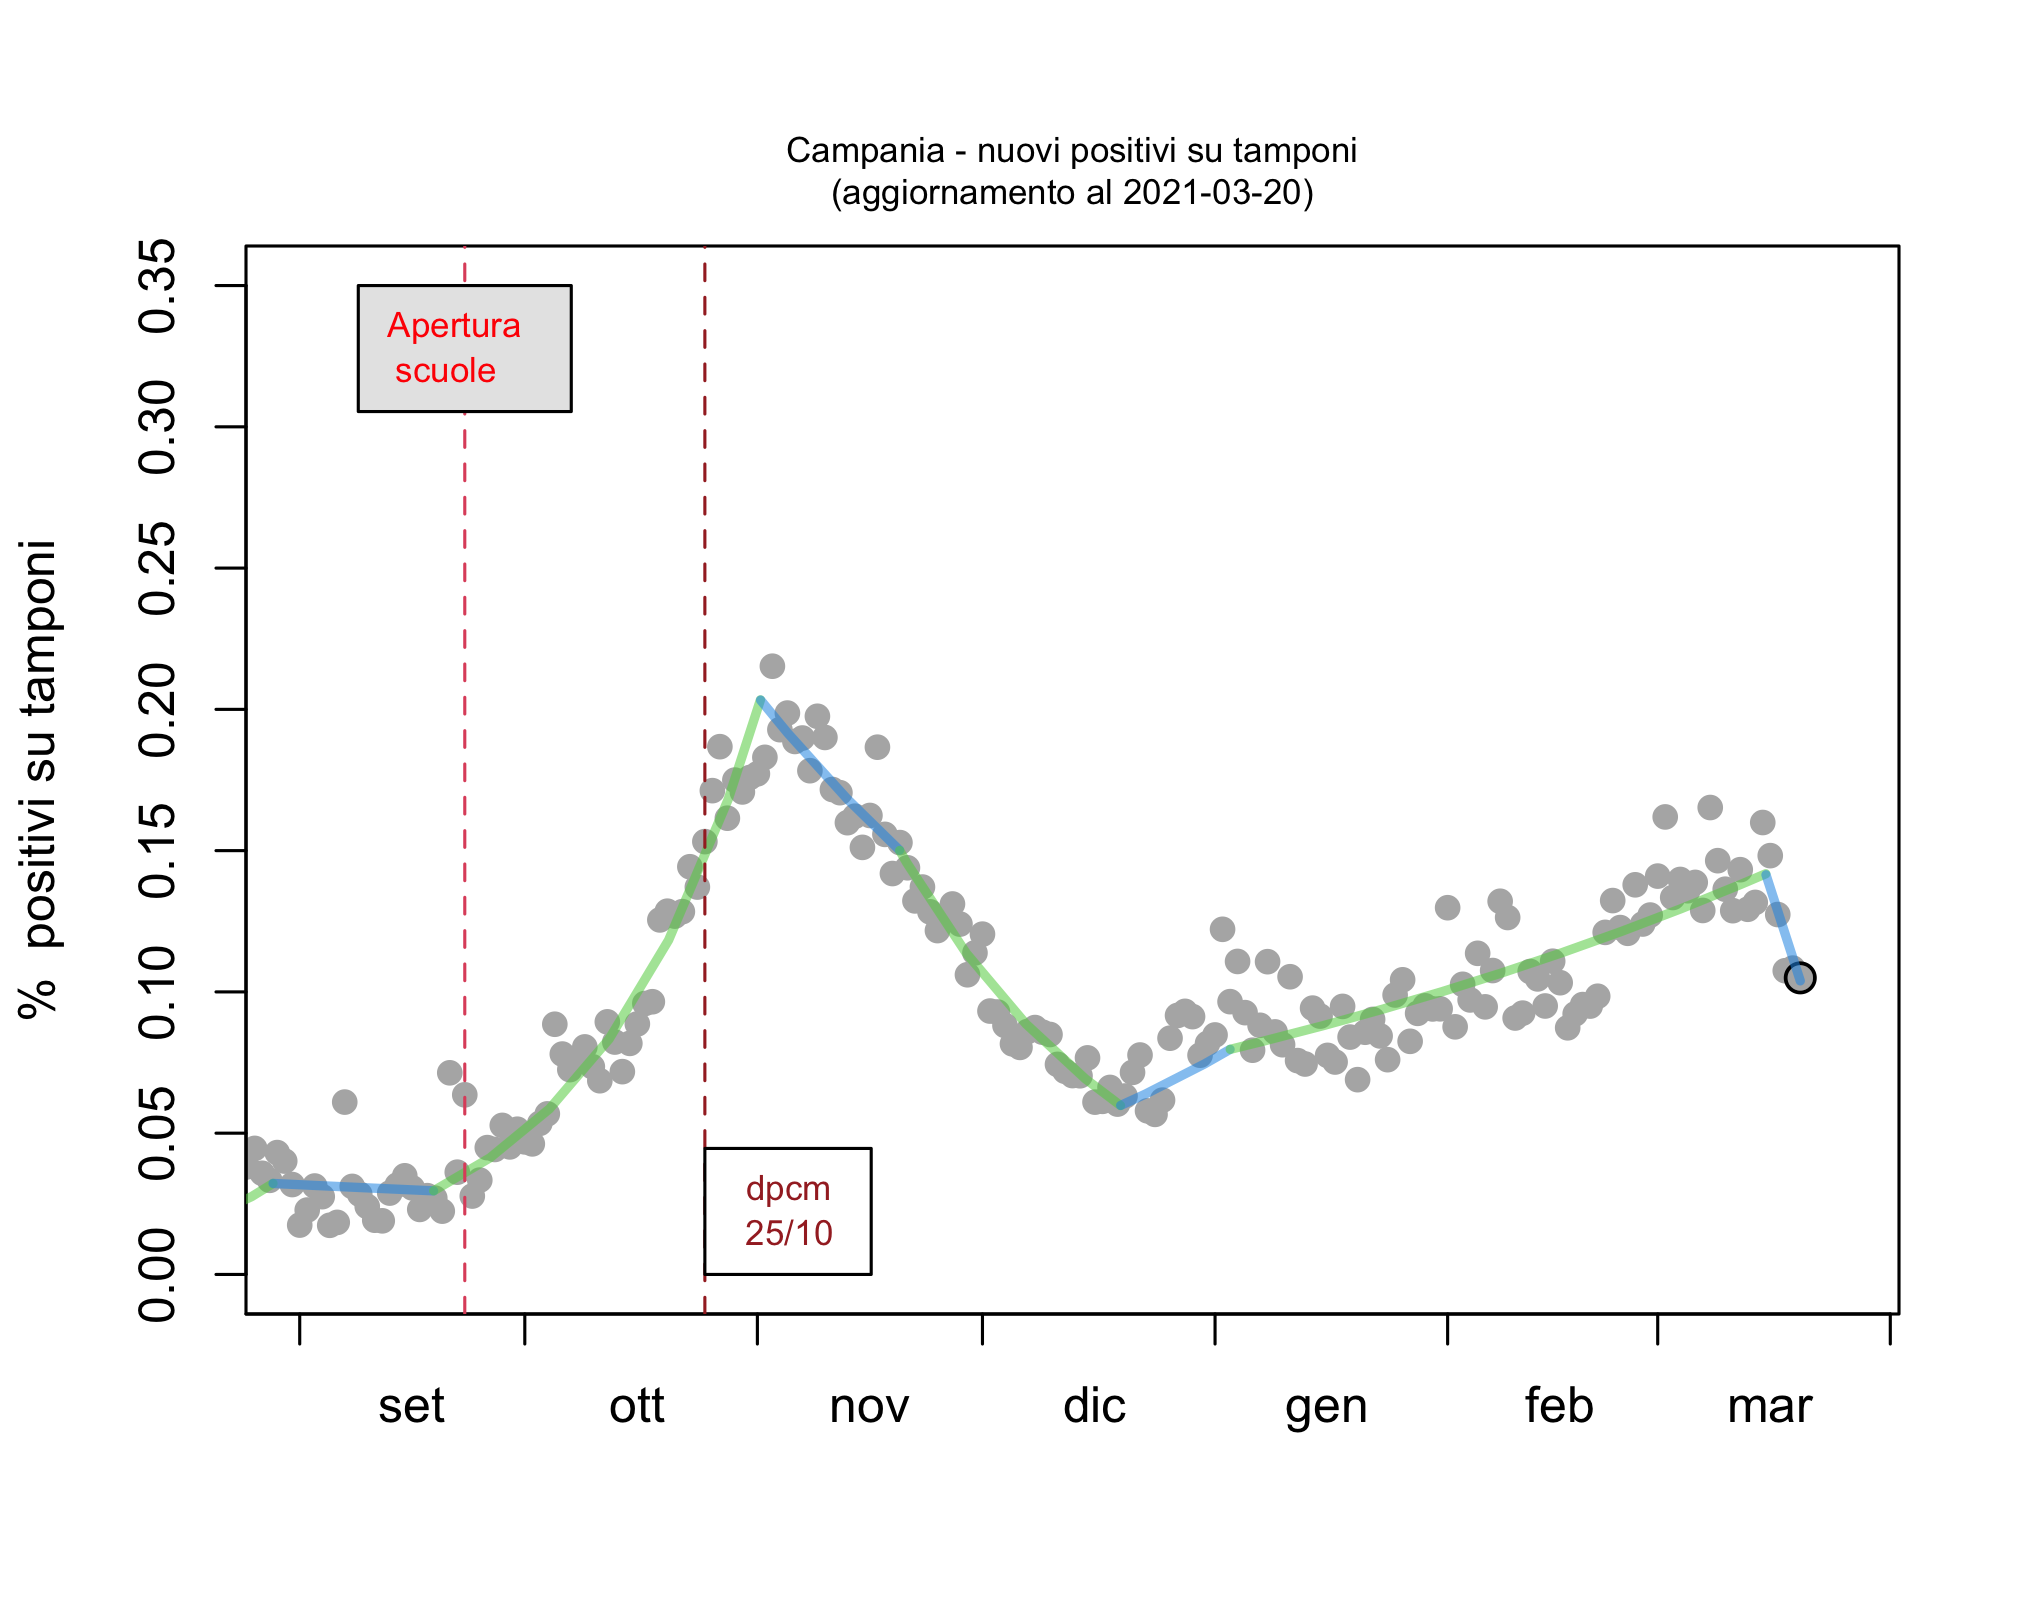 Campania - nuovi positivi su tamponi
(aggiornamento al 2021-03-20)
% positivi su tamponi
0.35
0.30
0.25
0.20
0.15
0.10
0.05
0.00
Apertura
scuole
dpcm
25/10
set ott nov dic gen feb mar